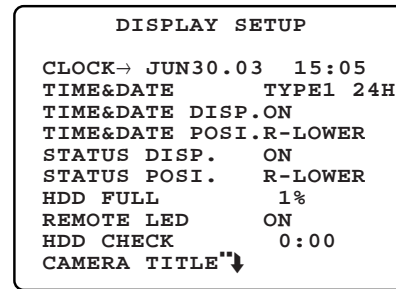 DISPLAY SETUP
CLOCK→ JUN30.03 15:05
TIME&DATE TYPE1 24H
TIME&DATE DISP.ON
TIME&DATE POSI.R-LOWER
STATUS DISP. ON
STATUS POSI. R-LOWER
HDD FULL 1%
REMOTE LED ON
HDD CHECK 0:00
CAMERA TITLE